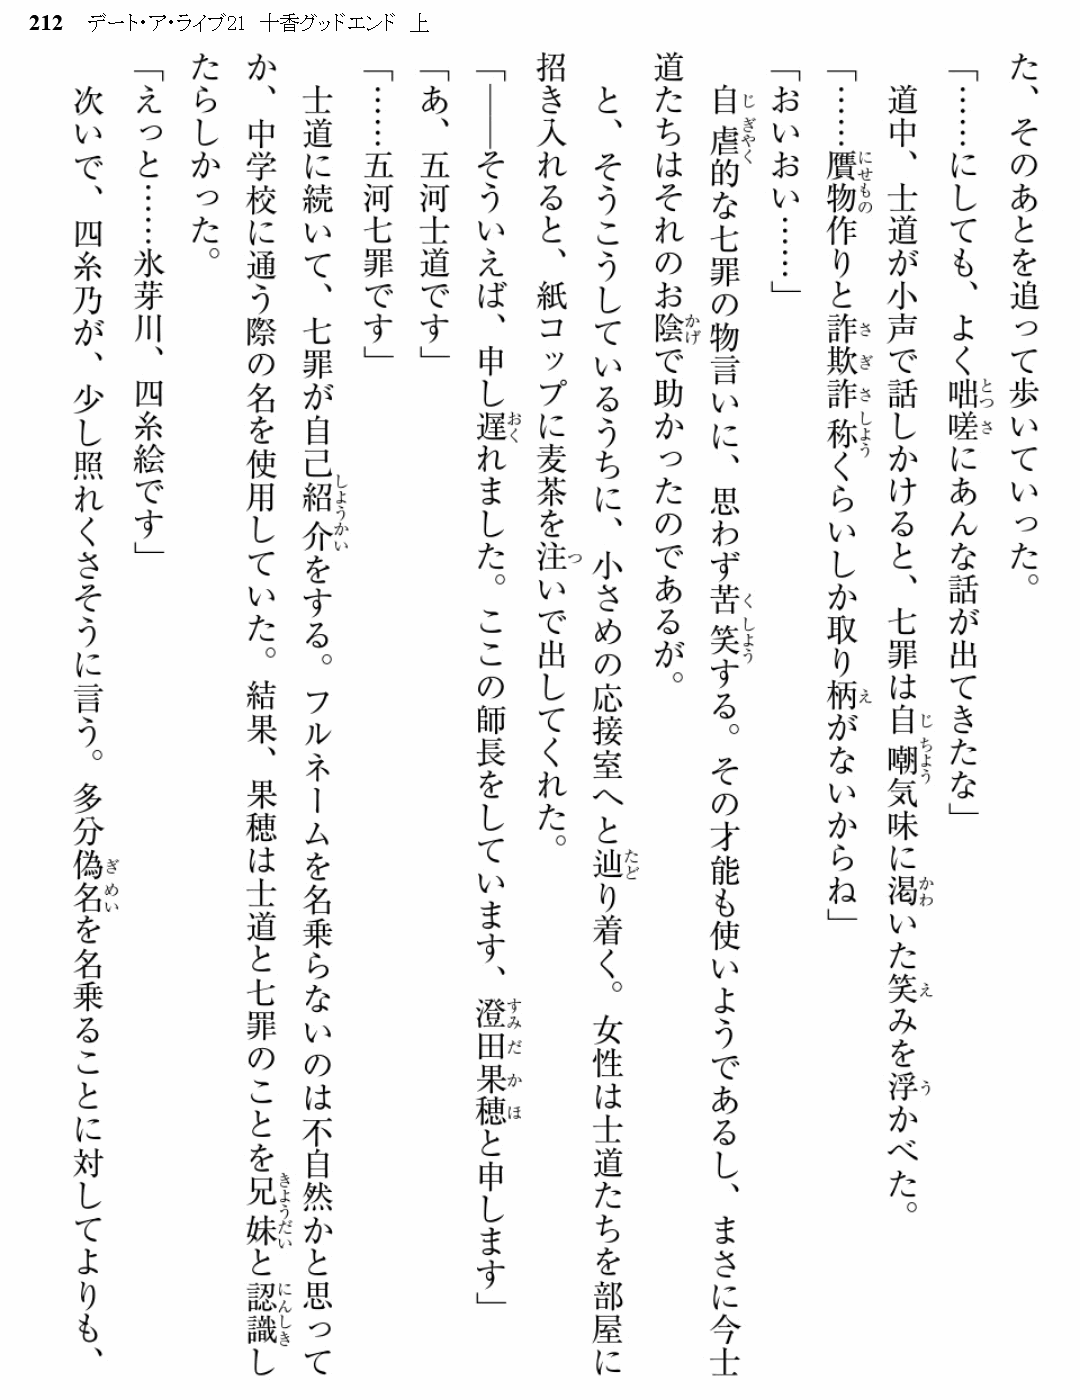 212 デート・ア・ライブ21 十香グッドエンド 上
た、そのあとを追って歩いていった。
「……にしても、よく咄嗟にあんな話が出てきたな」
道中、士道が小声で話しかけると、七罪は自嘲気味に渇いた笑みを浮かべた。
「……贋物作りと詐欺詐称くらいしか取り柄がないからね」
「おいおい……」
自虐的な七罪の物言いに、思わず苦笑する。その才能も使いようであるし、まさに今士
道たちはそれのお陰で助かったのであるが。
と、そうこうしているうちに、小さめの応接室へと辿り着く。女性は士道たちを部屋に
招き入れると、紙コップに麦茶を注いで出してくれた。
「――そういえば、申し遅れました。ここの師長をしています、澄田果穂と申します」
「あ、五河士道です」
「……五河七罪です」
士道に続いて、七罪が自己紹介をする。フルネームを名乗らないのは不自然かと思って
か、中学校に通う際の名を使用していた。結果、果穂は士道と七罪のことを兄妹と認識し
たらしかった。
「えっと……氷芽川、四糸絵です」
次いで、四糸乃が、少し照れくさそうに言う。多分偽名を名乗ることに対してよりも、